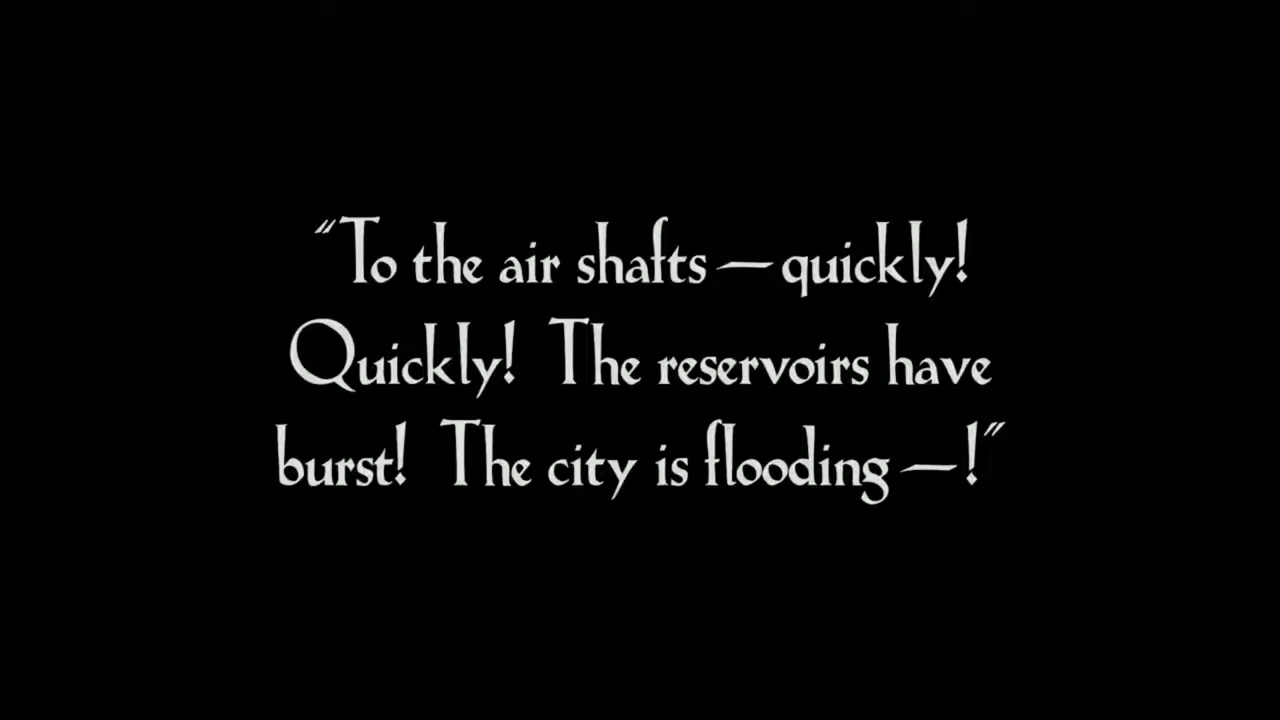 "To the air shafts — quickly!
Quickly! The reservoirs have
burst! The city is flooding — !"